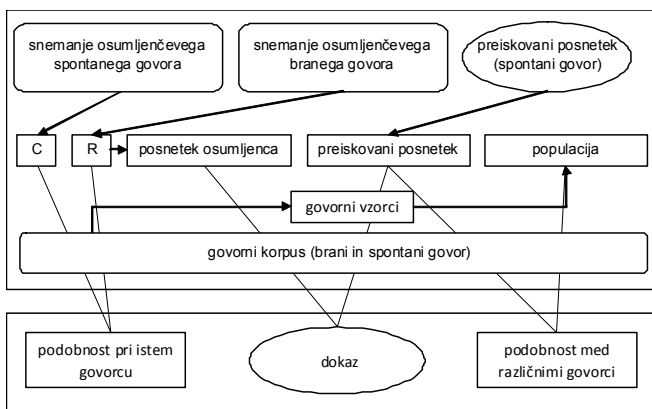 snemanje osumljenčevega
spontanega govora
snemanje osumljenčevega
branega govora
preiskovani posnetek
(spontani govor)
C
R
posnetek osumljenca
preiskovani posnetek
populacija
govorni vzorci
govorni korpus (brani in spontani govor)
podobnost pri istem
govorcu
dokaz
podobnost med
različnimi govorci